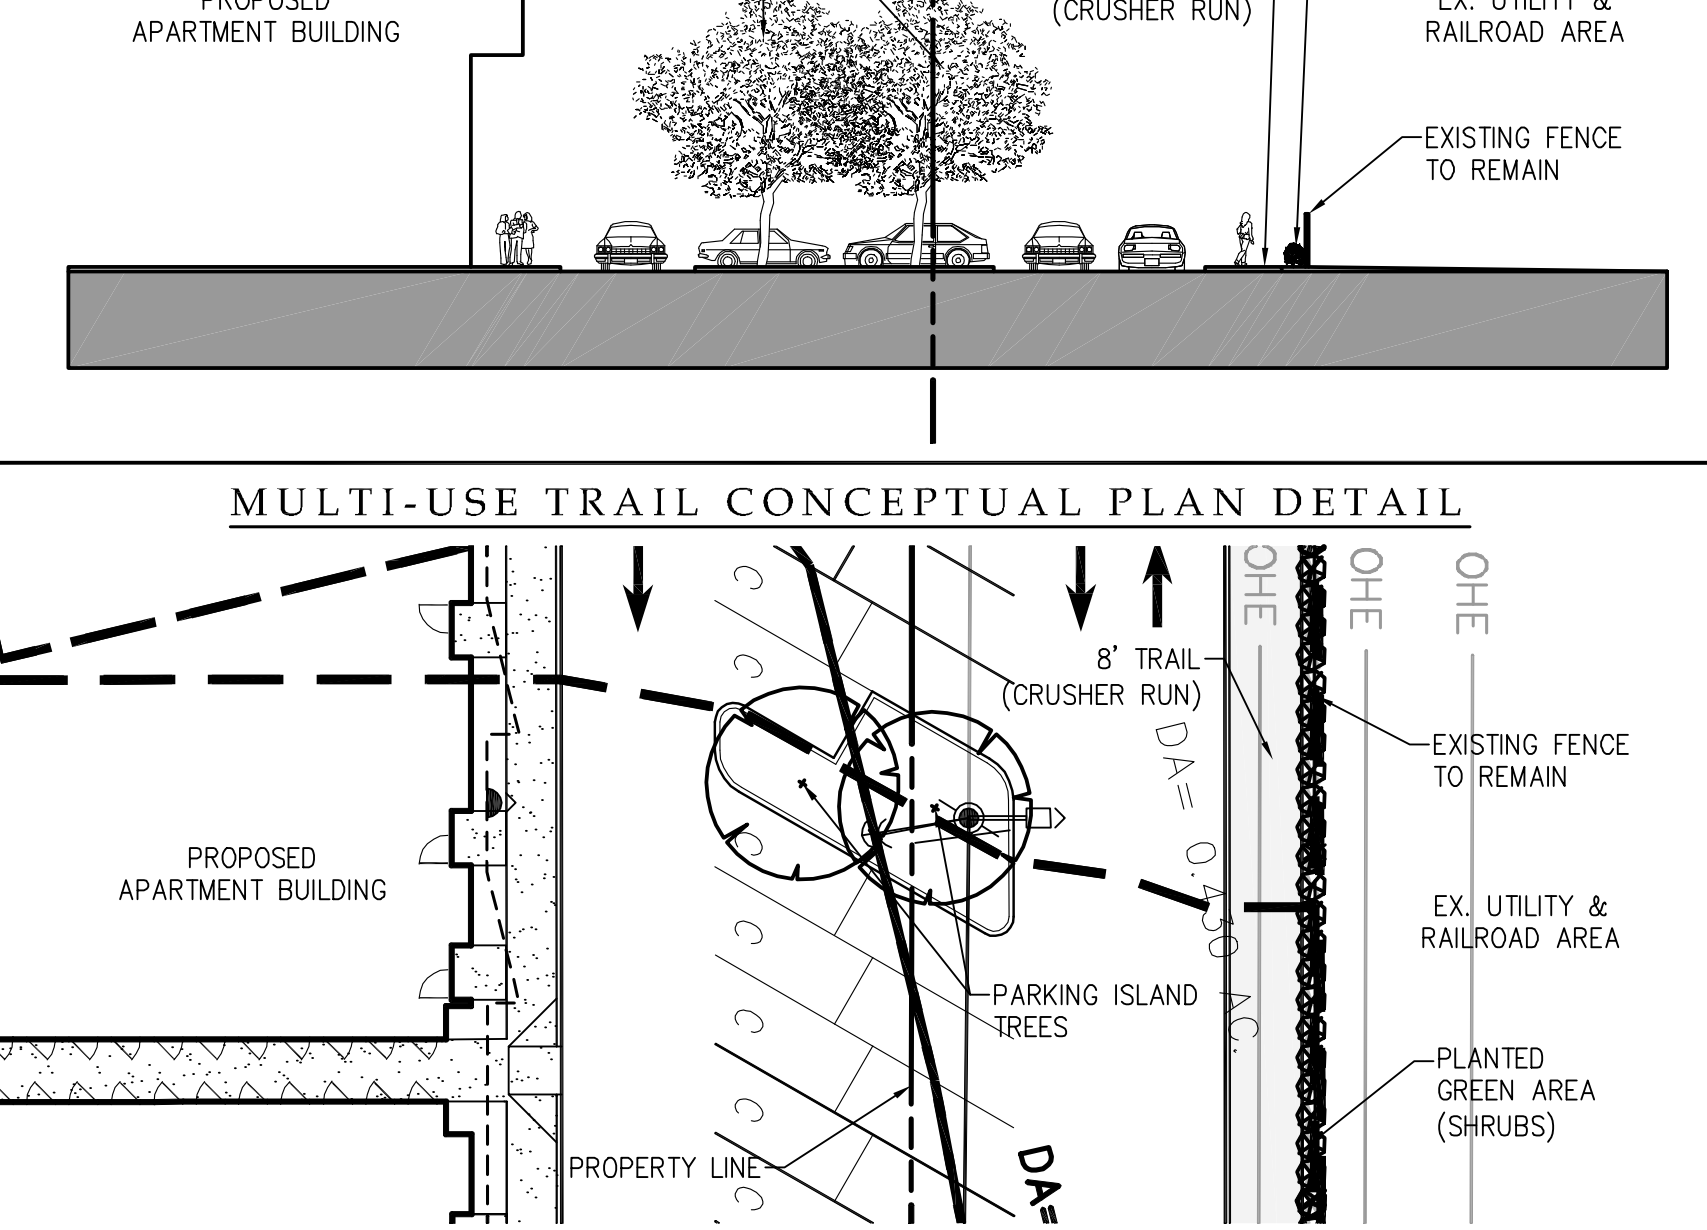 PROPOSED
APARTMENT BUILDING
(CRUSHER RUN)
EX. UTILITY &
RAILROAD AREA
EXISTING FENCE
TO REMAIN
MULTI-USE TRAIL CONCEPTUAL PLAN DETAIL
OHE
OHE
OHE
8' TRAIL
(CRUSHER RUN)
DA= 0.430 AC.
EXISTING FENCE
TO REMAIN
PROPOSED
APARTMENT BUILDING
EX. UTILITY &
RAILROAD AREA
PARKING ISLAND
TREES
PLANTED
GREEN AREA
(SHRUBS)
PROPERTY LINE
DA=
C
C
C
C
C
C
C